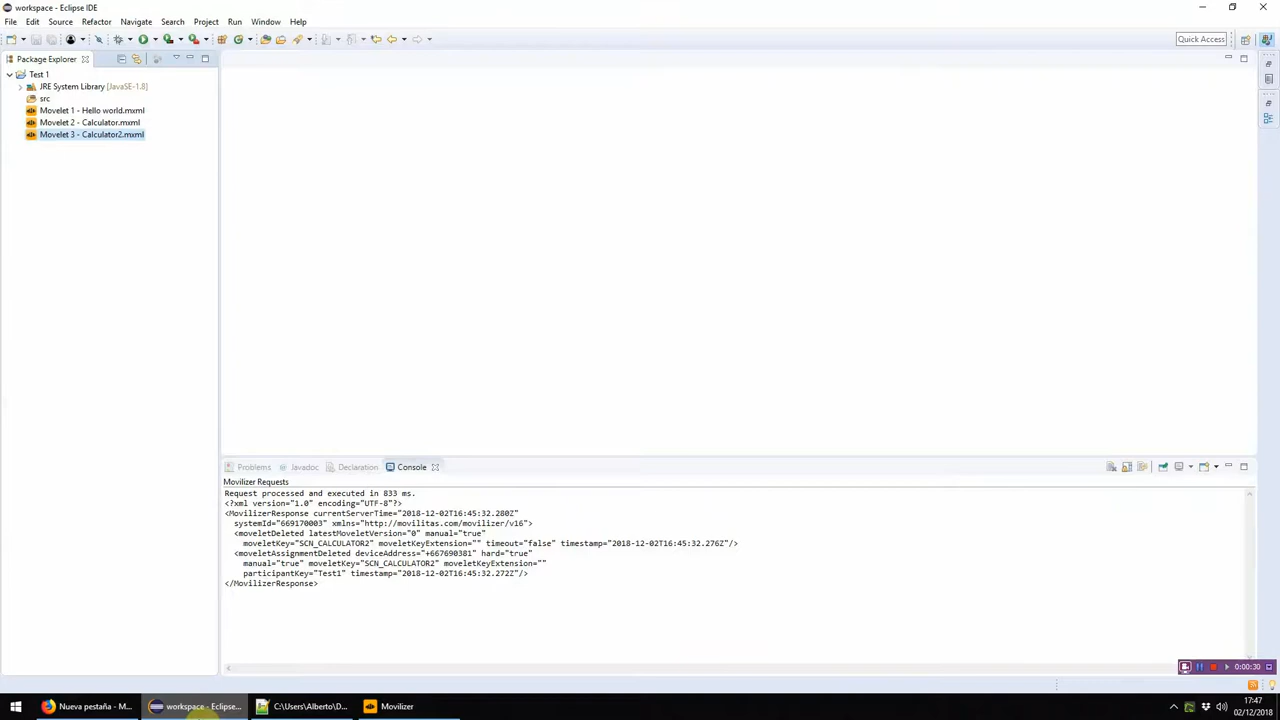 workspace - Eclipse IDE
File Edit Source Refactor Navigate Search Project Run Window Help
Quick Access
Package Explorer
Test 1
JRE System Library [JavaSE-1.8]
src
Movelet 1 - Hello world.mxml
Movelet 2 - Calculator.mxml
Movelet 3 - Calculator2.mxml
Problems Javadoc Declaration Console
Movilizer Requests
Request processed and executed in 833 ms.
<?xml version="1.0" encoding="UTF-8"?>
<MovilizerResponse currentServerTime="2018-12-02T16:45:32.280Z"
systemId="669170003" xmlns="http://movilitas.com/movilizer/v16">
<moveletDeleted latestMoveletVersion="0" manual="true"
moveletKey="SCN_CALCULATOR2" moveletKeyExtension="" timeout="false" timestamp="2018-12-02T16:45:32.276Z"/>
<moveletAssignmentDeleted deviceAddress="+667690381" hard="true"
manual="true" moveletKey="SCN_CALCULATOR2" moveletKeyExtension=""
participantKey="Test1" timestamp="2018-12-02T16:45:32.272Z"/>
</MovilizerResponse>
0:00:30
Nueva pestaña - M... workspace - Eclipse... C:\Users\Alberto\D... Movilizer
17:47
02/12/2018